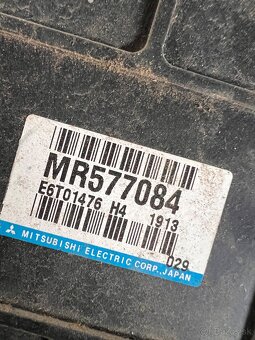 MR577084
E6T01476 H4 1913
MITSUBISHI ELECTRIC CORP., JAPAN
029